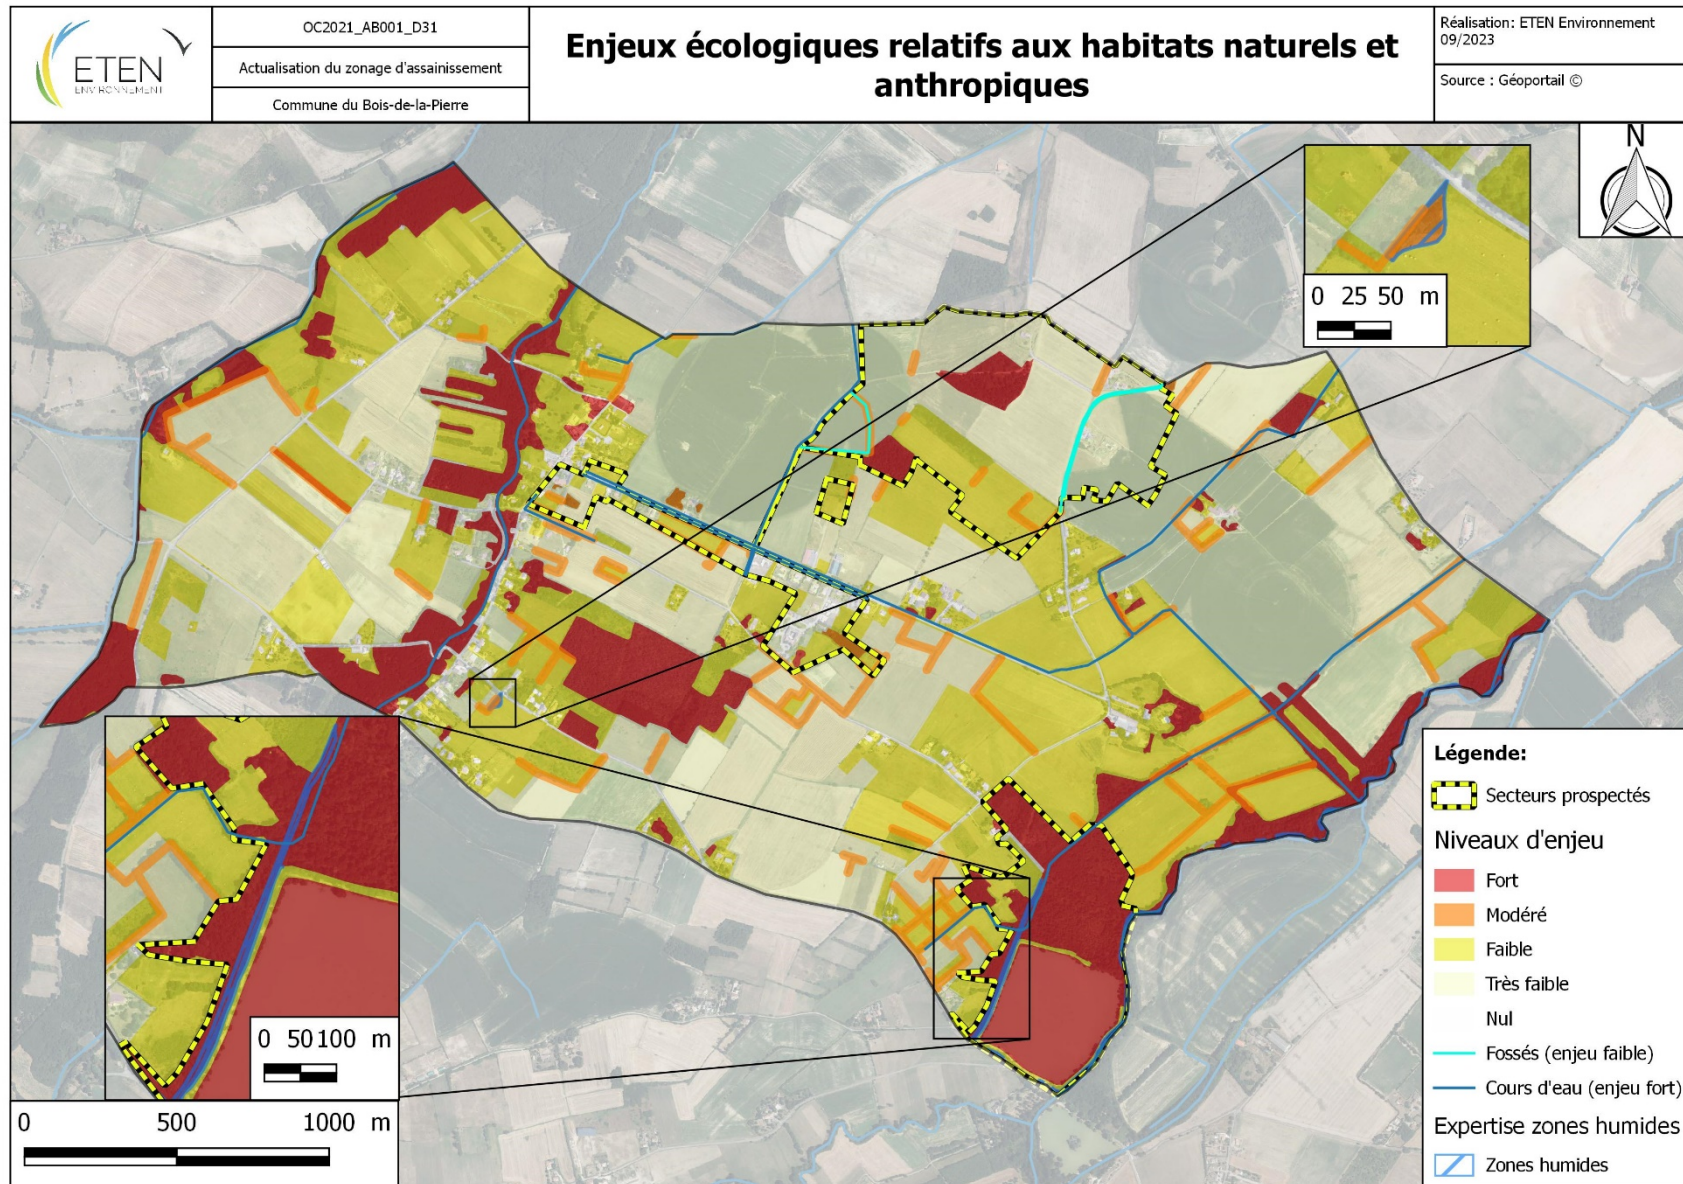 ETEN
ENVIRONNEMENT
OC2021_AB001_D31
Actualisation du zonage d'assainissement
Commune du Bois-de-la-Pierre
Enjeux écologiques relatifs aux habitats naturels et
anthropiques
Réalisation: ETEN Environnement
09/2023
Source : Géoportail ©
N
0 25 50 m
0 50 100 m
0 500 1000 m
Légende:
Secteurs prospectés
Niveaux d'enjeu
Fort
Modéré
Faible
Très faible
Nul
Fossés (enjeu faible)
Cours d'eau (enjeu fort)
Expertise zones humides
Zones humides